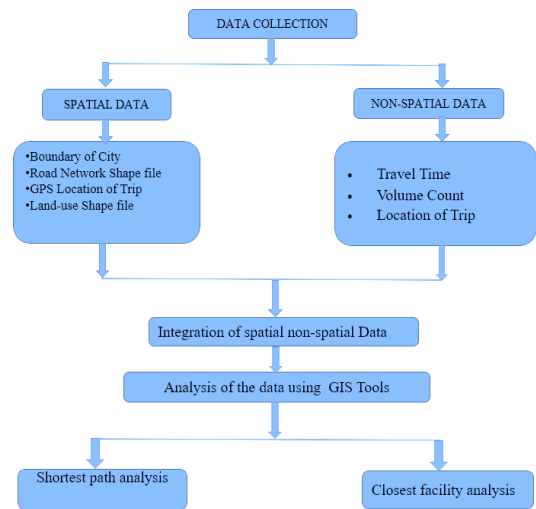 DATA COLLECTION
SPATIAL DATA
NON-SPATIAL DATA
•Boundary of City
•Road Network Shape file
•GPS Location of Trip
•Land-use Shape file
• Travel Time
• Volume Count
• Location of Trip
Integration of spatial non-spatial Data
Analysis of the data using GIS Tools
Shortest path analysis
Closest facility analysis